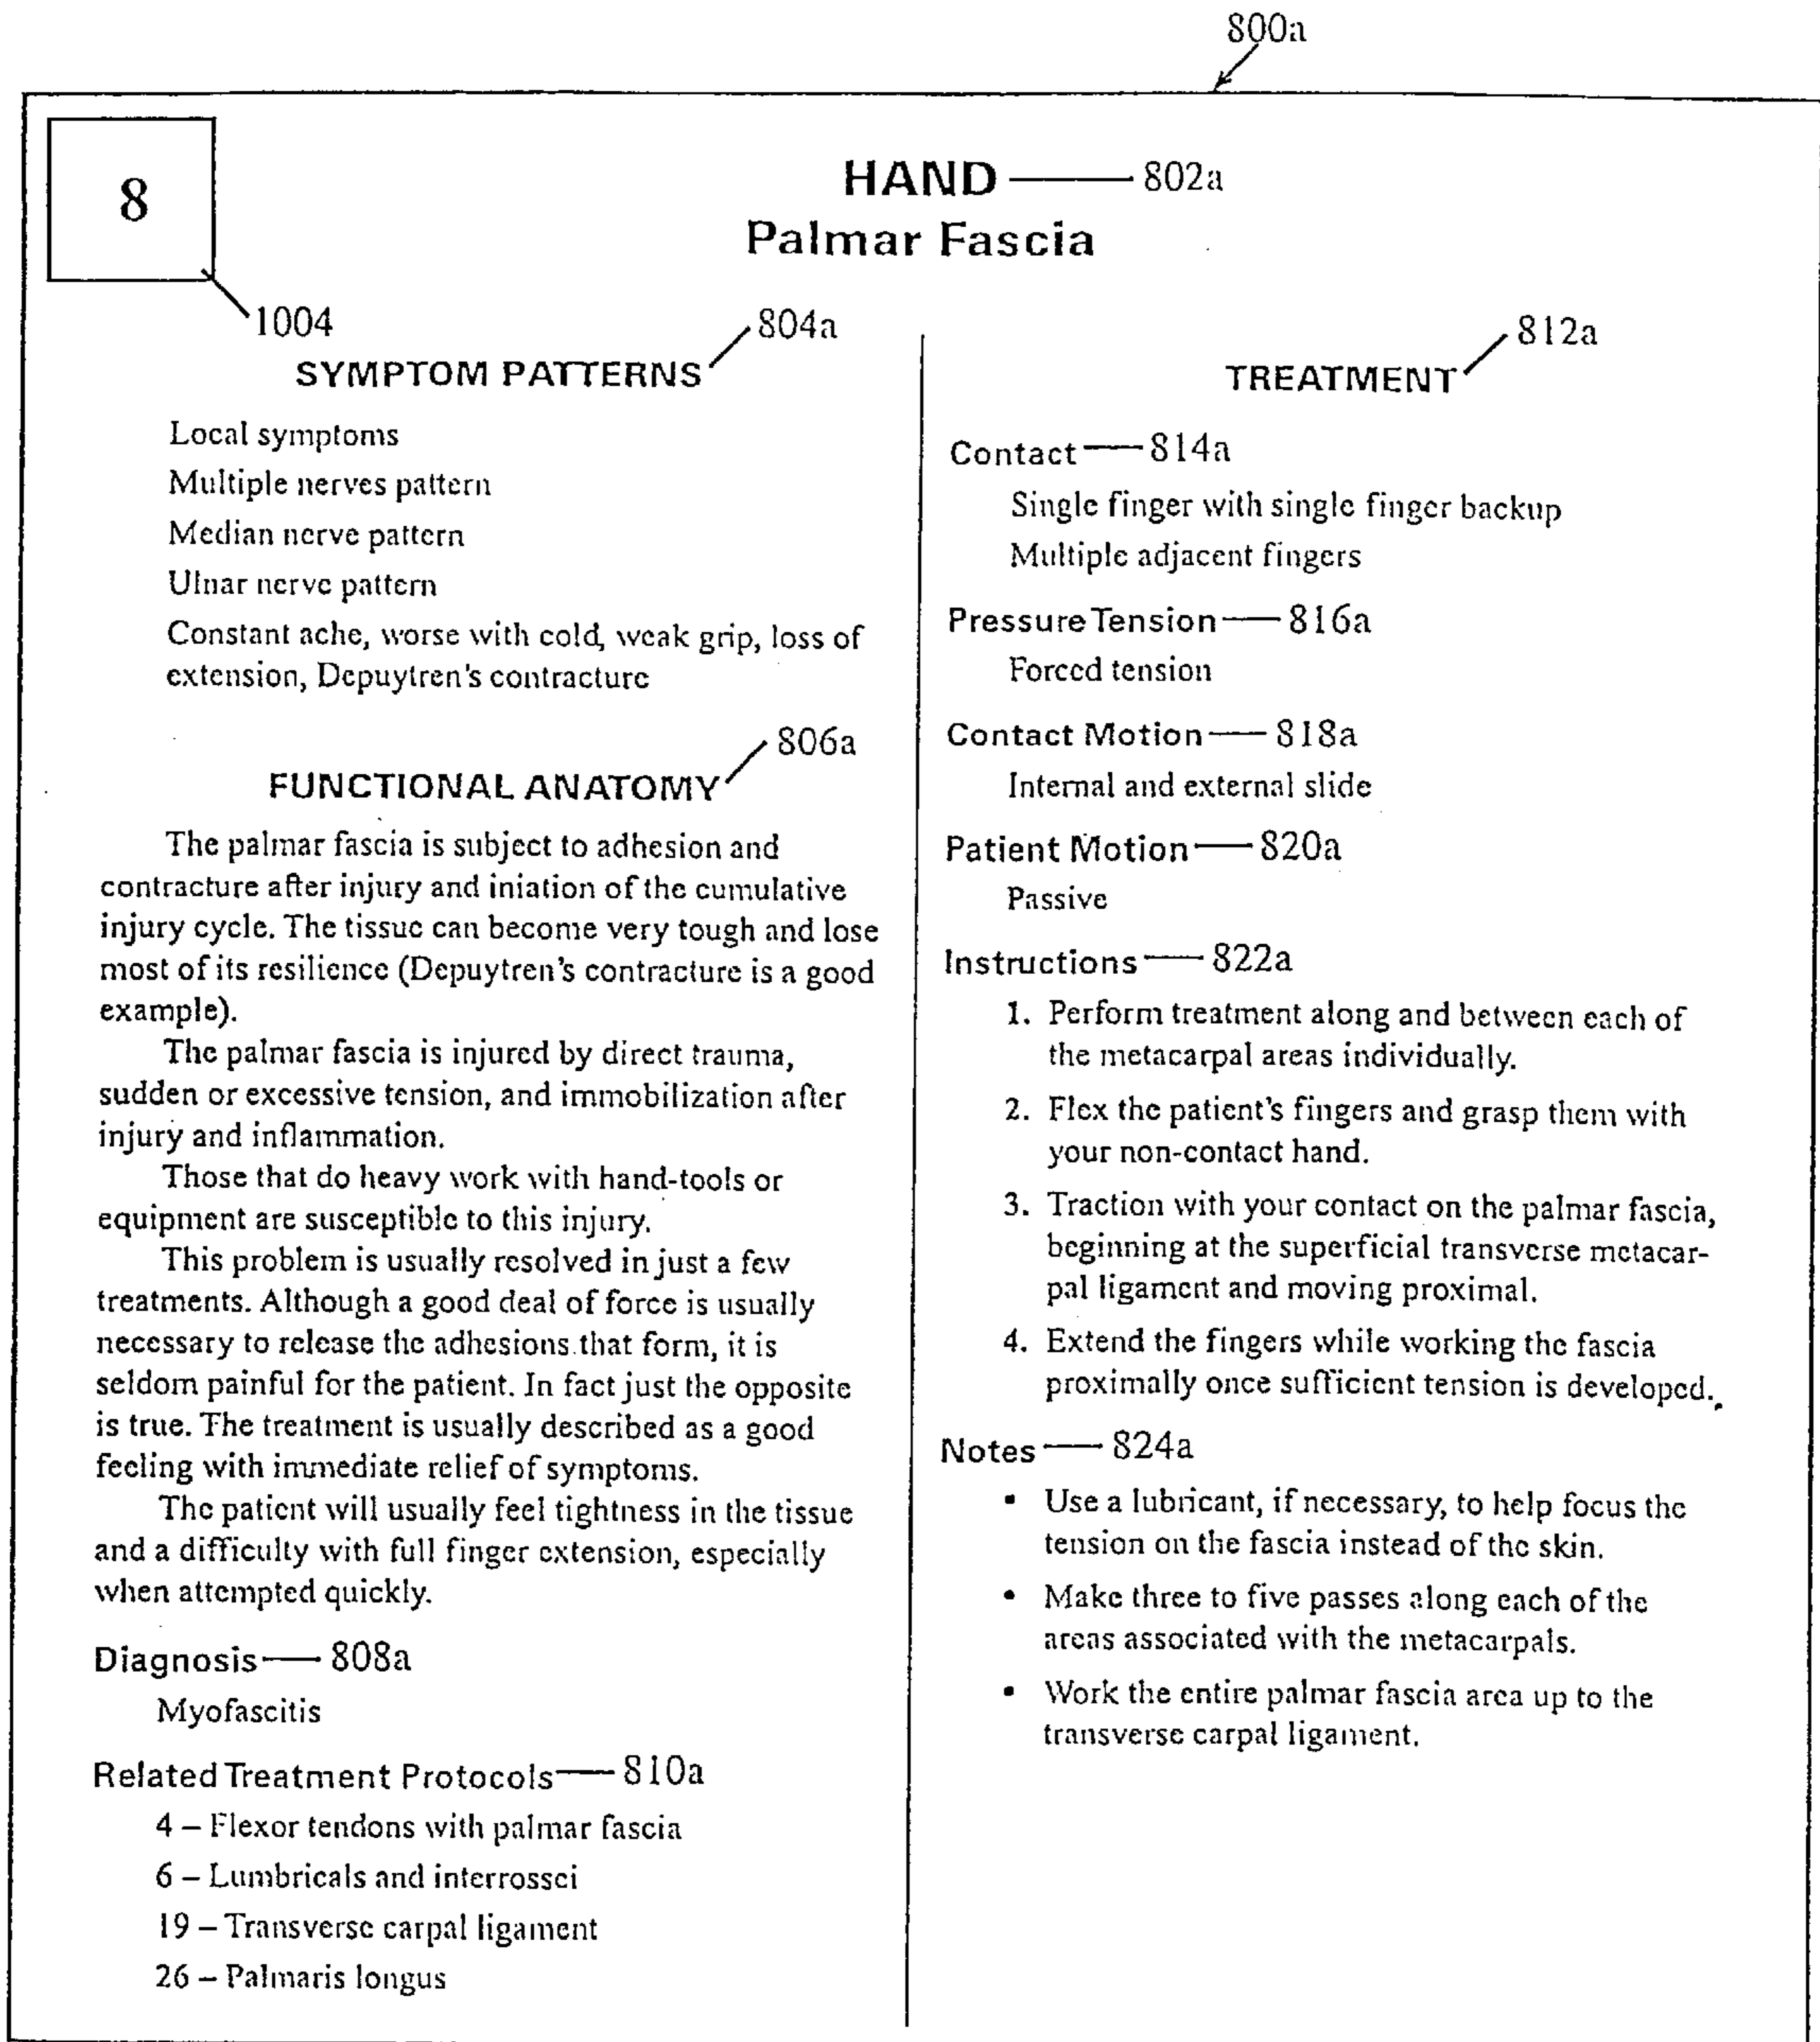 800a
8
HAND 802a
Palmar Fascia
1004
804a
SYMPTOM PATTERNS
Local symptoms
Multiple nerves pattern
Median nerve pattern
Ulnar nerve pattern
Constant ache, worse with cold, weak grip, loss of
extension, Depuytren's contracture
806a
FUNCTIONAL ANATOMY
The palmar fascia is subject to adhesion and
contracture after injury and iniation of the cumulative
injury cycle. The tissue can become very tough and lose
most of its resilience (Depuytren's contracture is a good
example).
The palmar fascia is injured by direct trauma,
sudden or excessive tension, and immobilization after
injury and inflammation.
Those that do heavy work with hand-tools or
equipment are susceptible to this injury.
This problem is usually resolved in just a few
treatments. Although a good deal of force is usually
necessary to release the adhesions that form, it is
seldom painful for the patient. In fact just the opposite
is true. The treatment is usually described as a good
feeling with immediate relief of symptoms.
The patient will usually feel tightness in the tissue
and a difficulty with full finger extension, especially
when attempted quickly.
Diagnosis 808a
Myofascitis
Related Treatment Protocols 810a
4 – Flexor tendons with palmar fascia
6 – Lumbricals and interrossei
19 – Transverse carpal ligament
26 – Palmaris longus
812a
TREATMENT
Contact 814a
Single finger with single finger backup
Multiple adjacent fingers
Pressure Tension 816a
Forced tension
Contact Motion 818a
Internal and external slide
Patient Motion 820a
Passive
Instructions 822a
1. Perform treatment along and between each of
the metacarpal areas individually.
2. Flex the patient's fingers and grasp them with
your non-contact hand.
3. Traction with your contact on the palmar fascia,
beginning at the superficial transverse metacar-
pal ligament and moving proximal.
4. Extend the fingers while working the fascia
proximally once sufficient tension is developed.
Notes 824a
• Use a lubricant, if necessary, to help focus the
tension on the fascia instead of the skin.
• Make three to five passes along each of the
areas associated with the metacarpals.
• Work the entire palmar fascia area up to the
transverse carpal ligament.